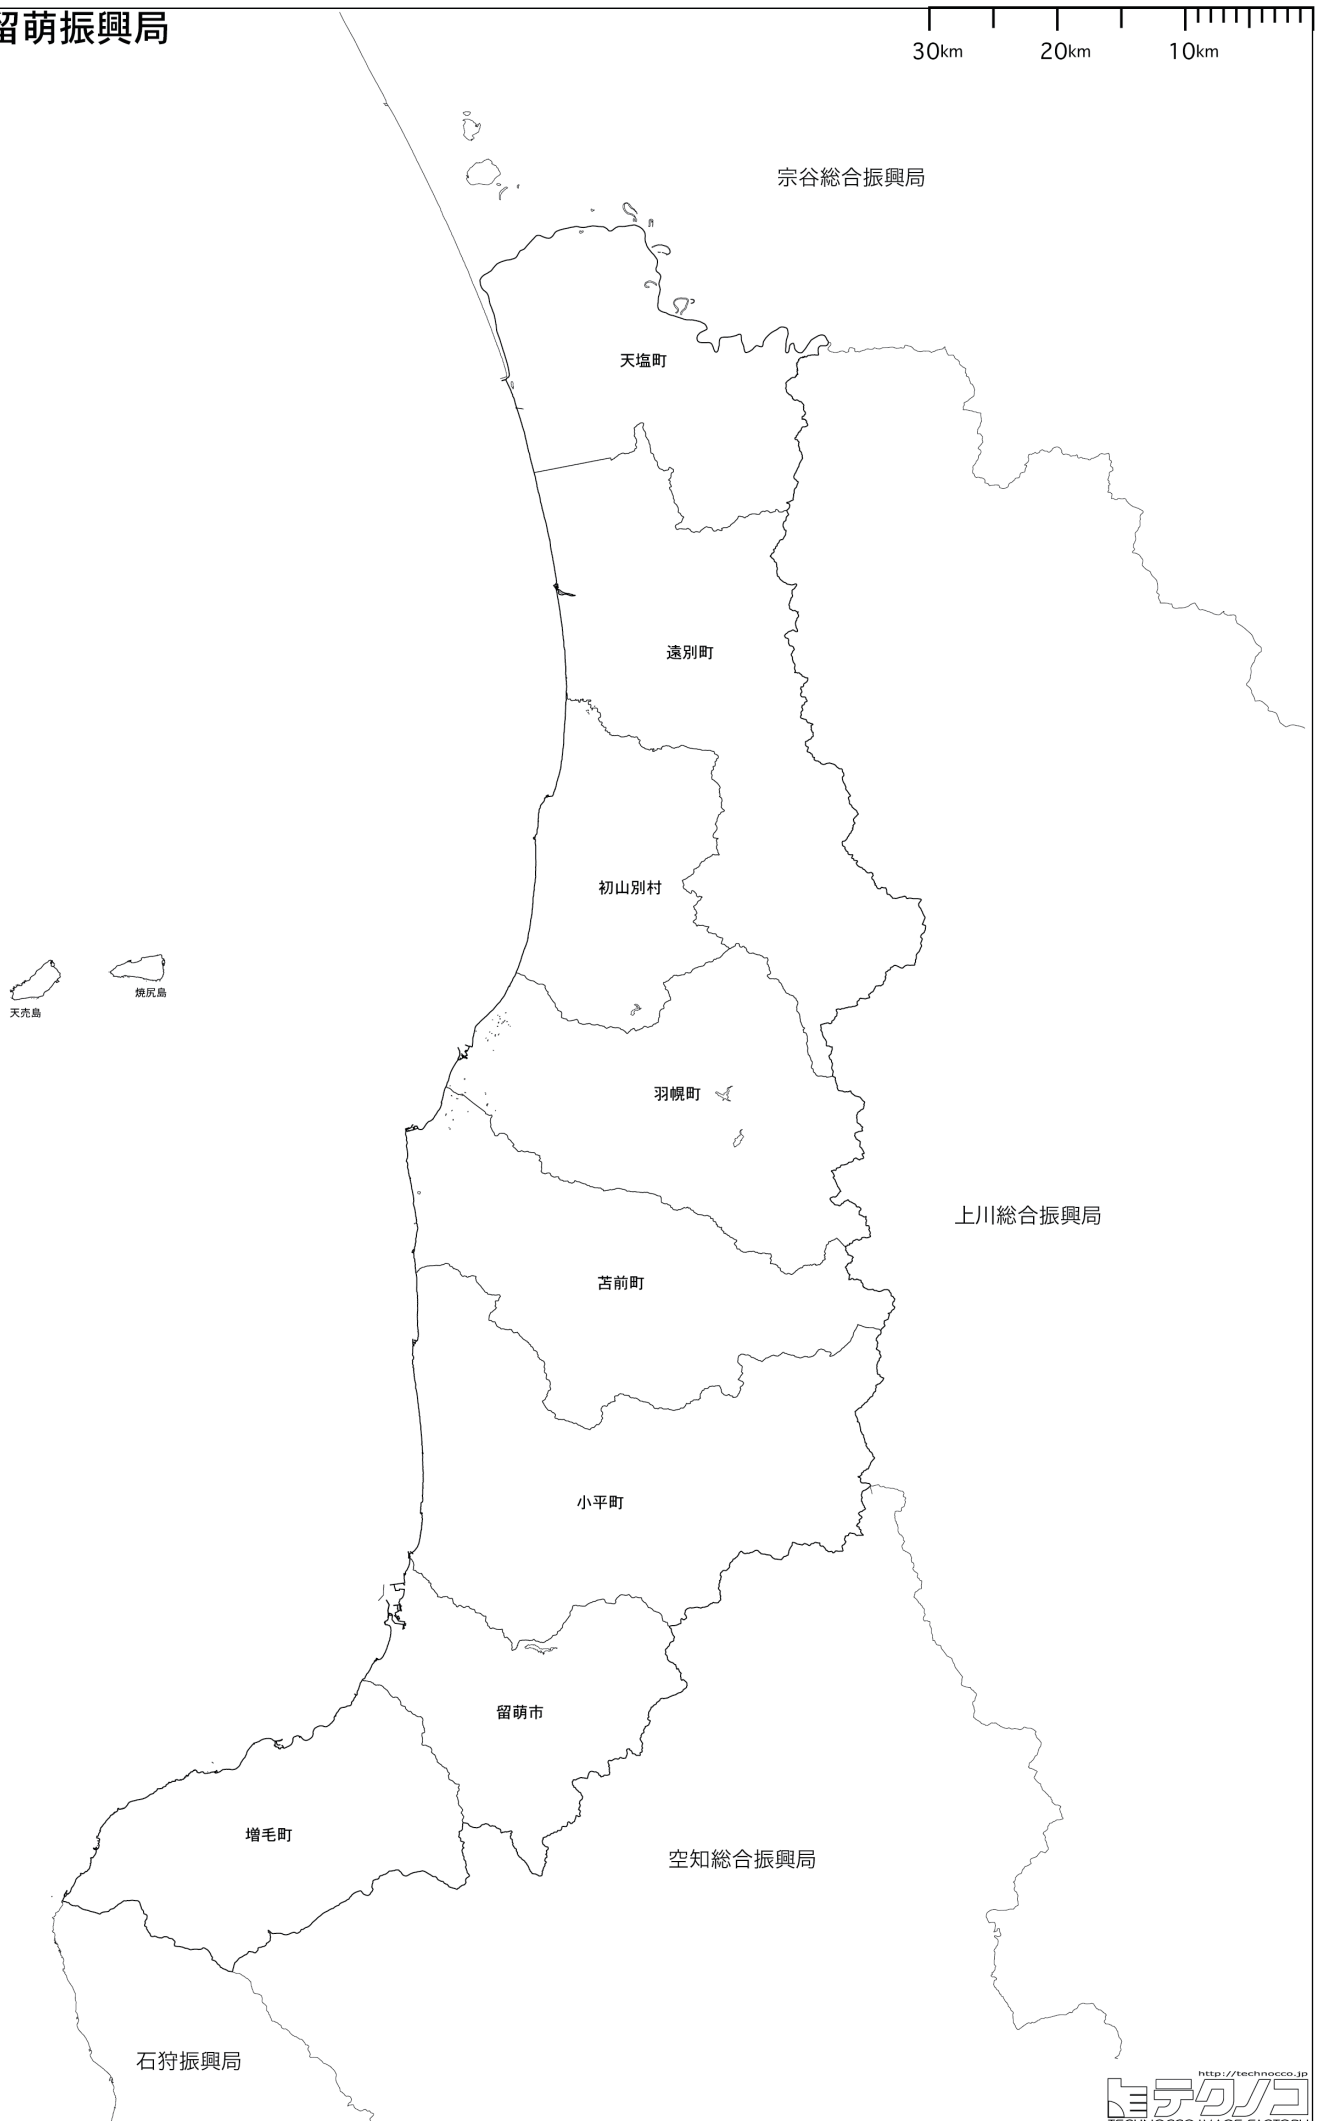 留萌振興局
30km 20km 10km
宗谷総合振興局
天塩町
遠別町
初山別村
焼尻島
天売島
羽幌町
上川総合振興局
苫前町
小平町
留萌市
増毛町
空知総合振興局
石狩振興局
http://technocco.jp
テクノコ
TECHNOCCO IMAGE FACTORY